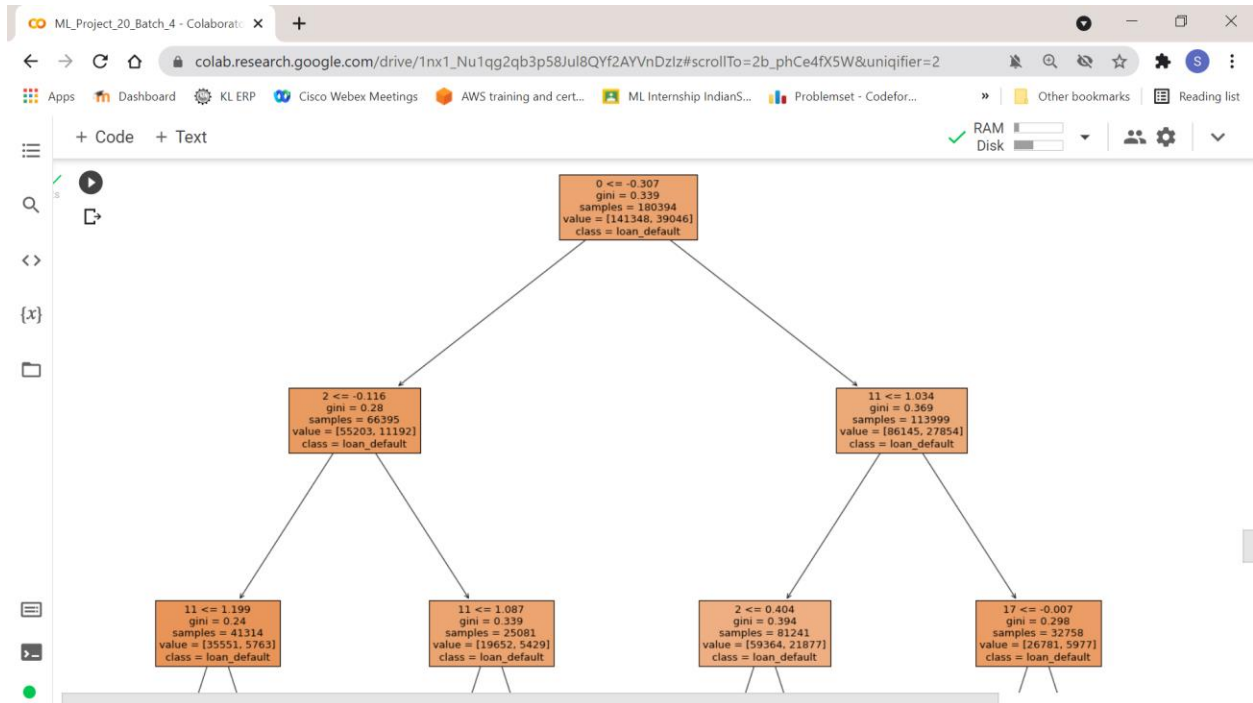 ML_Project_20_Batch_4 - Colaborato
colab.research.google.com/drive/1nx1_Nu1qg2qb3p58JuI8QYf2AYVnDzIz#scrollTo=2b_phCe4fX5W&uniqifier=2
S
Apps Dashboard KL ERP Cisco Webex Meetings AWS training and cert... ML Internship IndianS... Problemset - Codefor... » Other bookmarks Reading list
+ Code + Text
RAM
Disk
{x}
s
0 <= -0.307
gini = 0.339
samples = 180394
value = [141348, 39046]
class = loan_default
2 <= -0.116
gini = 0.28
samples = 66395
value = [55203, 11192]
class = loan_default
11 <= 1.034
gini = 0.369
samples = 113999
value = [86145, 27854]
class = loan_default
11 <= 1.199
gini = 0.24
samples = 41314
value = [35551, 5763]
class = loan_default
11 <= 1.087
gini = 0.339
samples = 25081
value = [19652, 5429]
class = loan_default
2 <= 0.404
gini = 0.394
samples = 81241
value = [59364, 21877]
class = loan_default
17 <= -0.007
gini = 0.298
samples = 32758
value = [26781, 5977]
class = loan_default